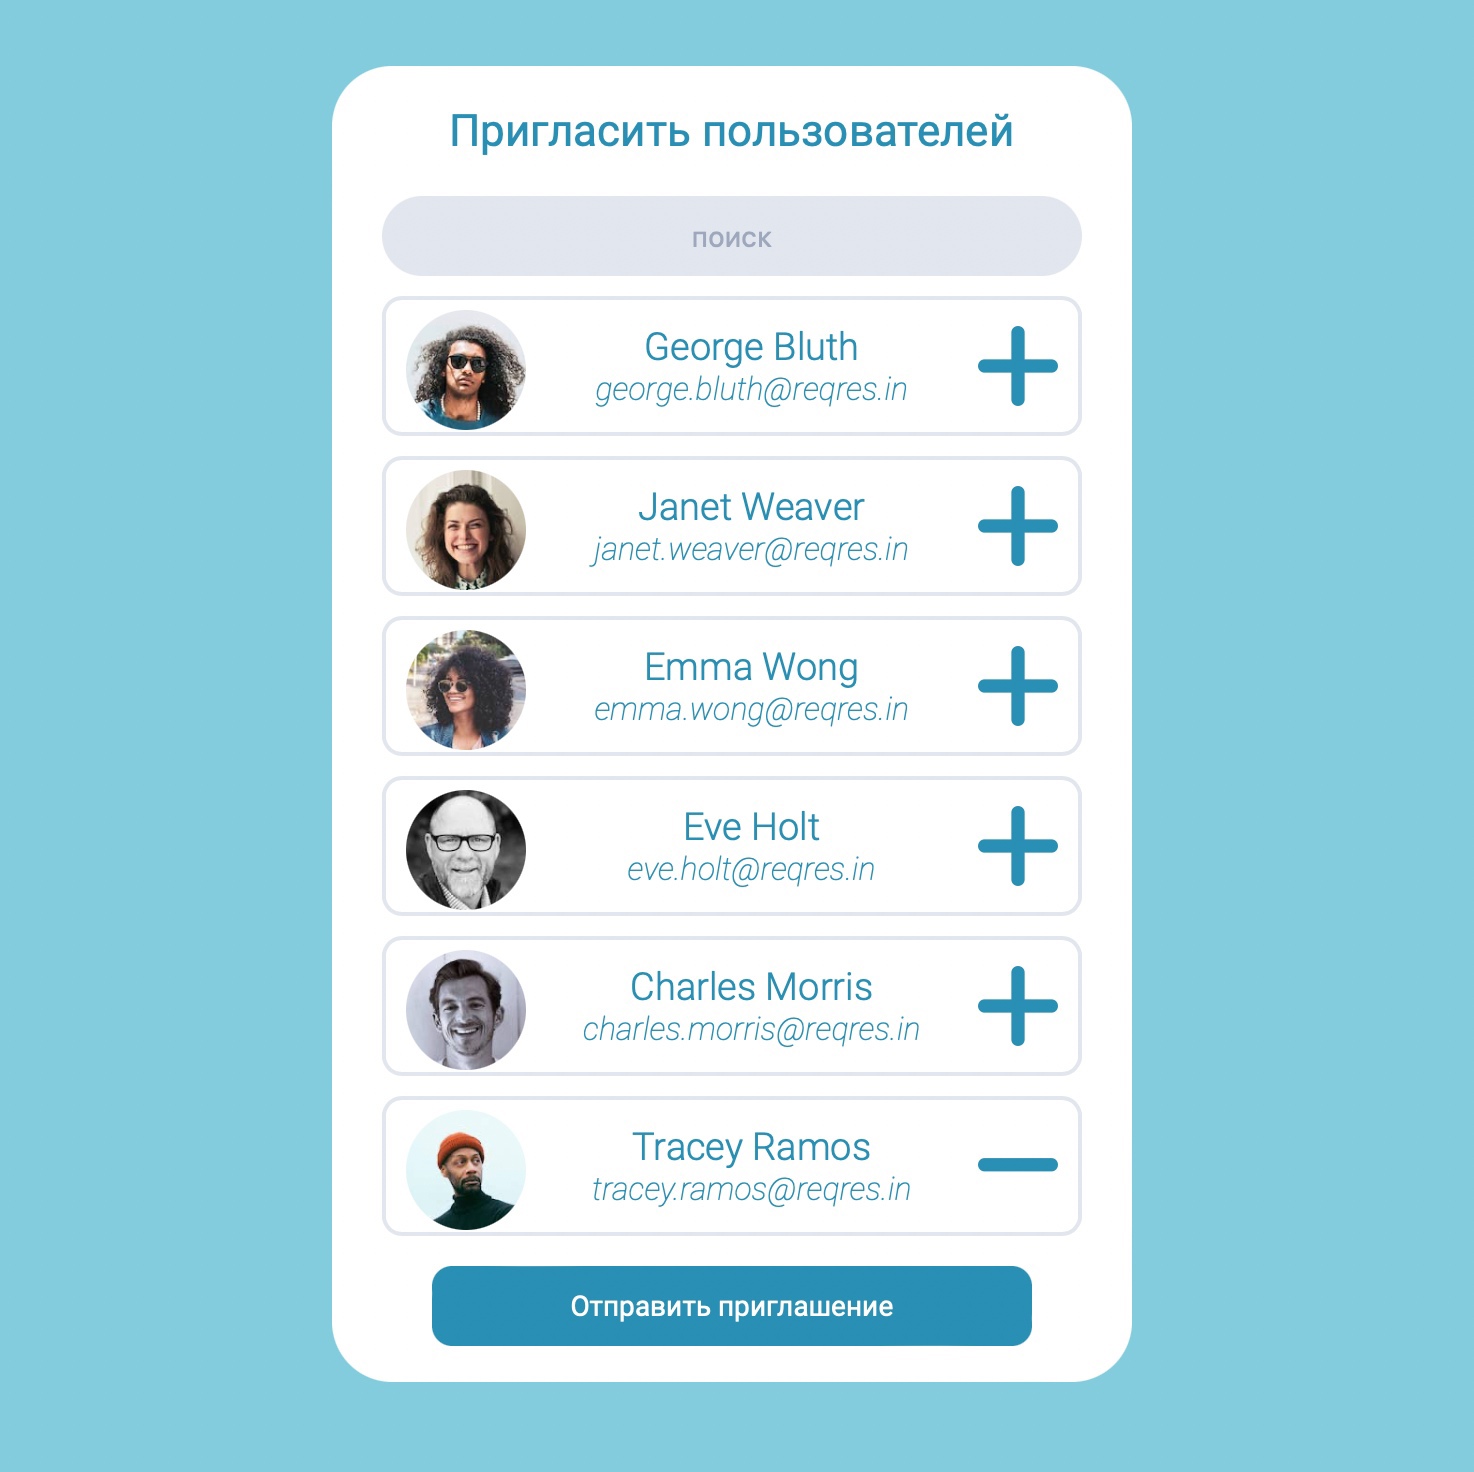 Пригласить пользователей
поиск
George Bluth
george.bluth@reqres.in
Janet Weaver
janet.weaver@reqres.in
Emma Wong
emma.wong@reqres.in
Eve Holt
eve.holt@reqres.in
Charles Morris
charles.morris@reqres.in
Tracey Ramos
tracey.ramos@reqres.in
Отправить приглашение